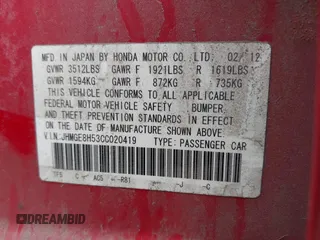 MFD. IN JAPAN BY HONDA MOTOR CO., LTD. 02/12
GVWR 3512LBS GAWR F 1921LBS R 1619LBS
GVWR 1594KG GAWR F 872KG R 735KG
THIS VEHICLE CONFORMS TO ALL APPLICABLE
FEDERAL MOTOR VEHICLE SAFETY, BUMPER,
AND THEFT PREVENTION STANDARDS IN EFFECT
ON THE DATE OF MANUFACTURE SHOWN ABOVE.
V.I.N: JHMGE8H53CC020419 TYPE: PASSENGER CAR
DREAMBID